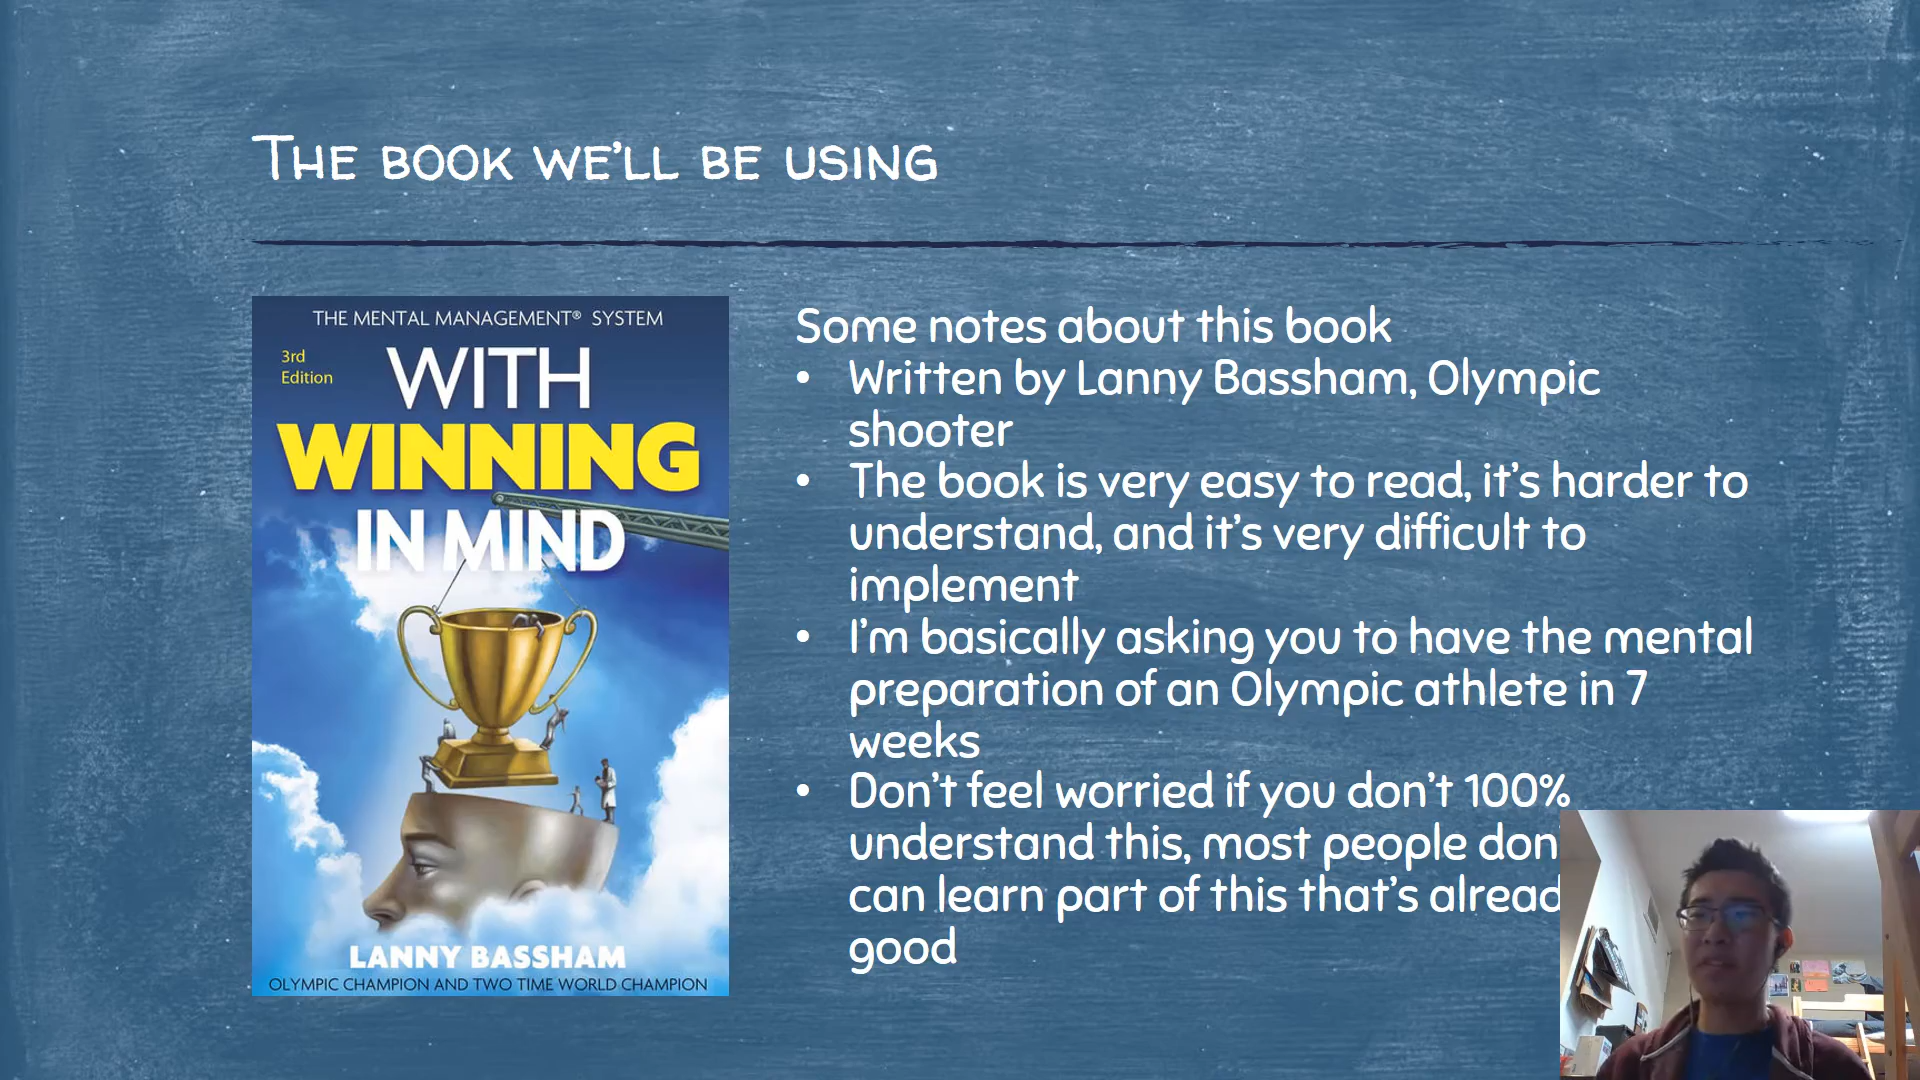 THE BOOK WE'LL BE USING
THE MENTAL MANAGEMENT® SYSTEM
3rd
Edition
WITH
WINNING
IN MIND
LANNY BASSHAM
OLYMPIC CHAMPION AND TWO TIME WORLD CHAMPION
Some notes about this book
• Written by Lanny Bassham, Olympic
shooter
• The book is very easy to read, it's harder to
understand, and it's very difficult to
implement
• I'm basically asking you to have the mental
preparation of an Olympic athlete in 7
weeks
• Don't feel worried if you don't 100%
understand this, most people
can learn part of this that's
good